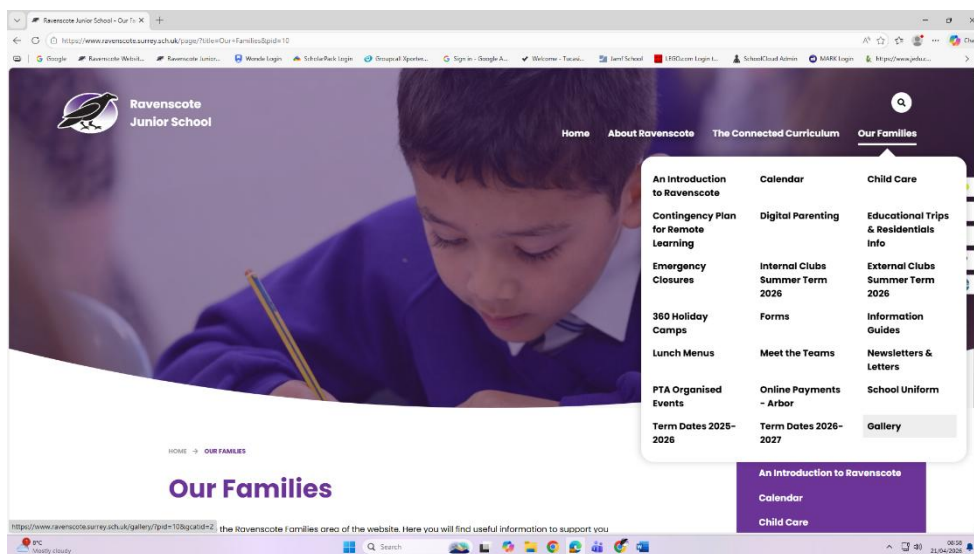 Ravenscote Junior School - Our Fa
https://www.ravenscote.surrey.sch.uk/page/?title=Our+Families&pid=10
Google Ravenscote Websit... Ravenscote Junior... Wonde Login ScholarPack Login Groupcall Xporter... Sign in - Google A... Welcome - Tucasi... Jamf School LEGO.com Login t... SchoolCloud Admin MARK Login
Ravenscote
Junior School
Home About Ravenscote The Connected Curriculum Our Families
An Introduction to Ravenscote Calendar Child Care
Contingency Plan for Remote Learning Digital Parenting Educational Trips & Residentials Info
Emergency Closures Internal Clubs Summer Term 2026 External Clubs Summer Term 2026
360 Holiday Camps Forms Information Guides
Lunch Menus Meet the Teams Newsletters & Letters
PTA Organised Events Online Payments - Arbor School Uniform
Term Dates 2025-2026 Term Dates 2026-2027 Gallery
HOME → OUR FAMILIES
Our Families
An Introduction to Ravenscote
Calendar
Child Care
the Ravenscote Families area of the website. Here you will find useful information to support you
https://www.ravenscote.surrey.sch.uk/gallery/?pid=10&gcatid=2
8°C
Mostly cloudy
Search
08:58
21/04/2026